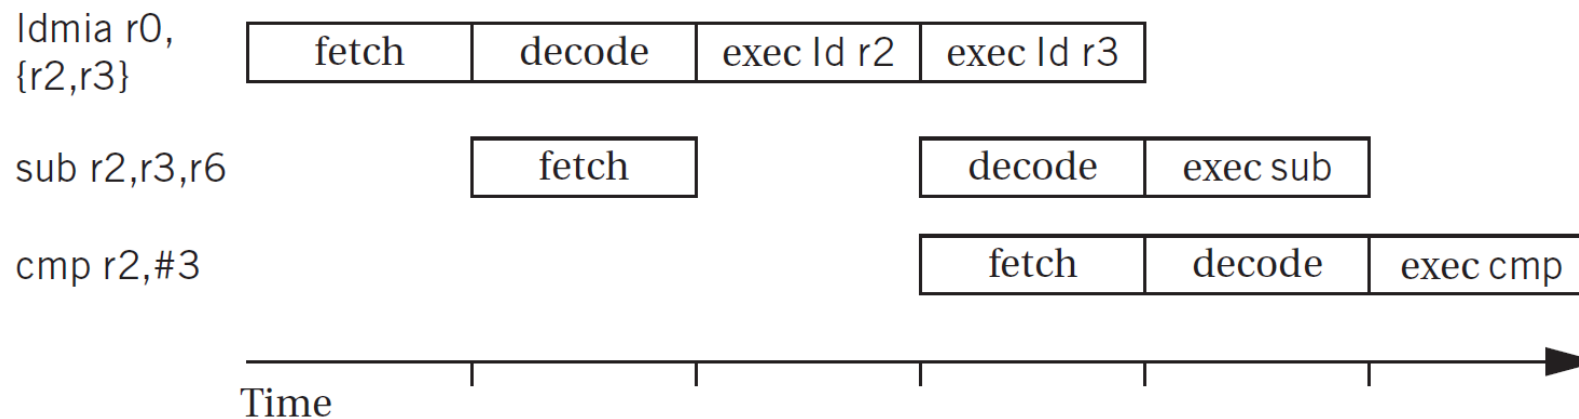 ldmia r0,
{r2,r3}
fetch decode exec ld r2 exec ld r3
sub r2,r3,r6
fetch decode exec sub
cmp r2,#3
fetch decode exec cmp
Time